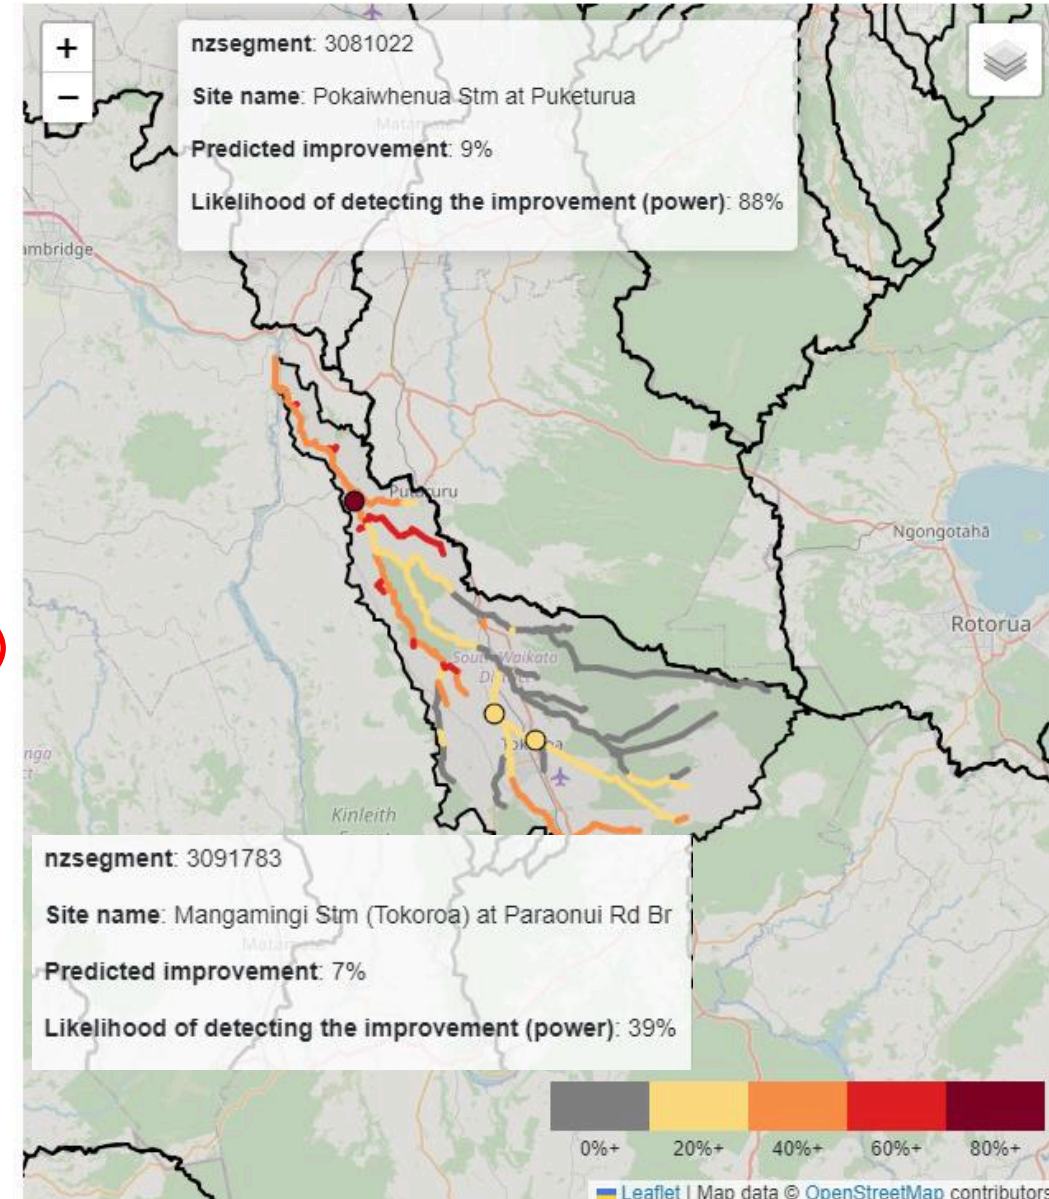 +
−
nzsegment: 3081022
Site name: Pokaiwhenua Stm at Puketurua
Predicted improvement: 9%
Likelihood of detecting the improvement (power): 88%
ambridge
Putaruru
Ngongotahā
Rotorua
South Waikato
District
Tokoroa
nga
ct
Kinleith
nzsegment: 3091783
Site name: Mangamingi Stm (Tokoroa) at Paraonui Rd Br
Predicted improvement: 7%
Likelihood of detecting the improvement (power): 39%
0%+ 20%+ 40%+ 60%+ 80%+
Leaflet | Map data © OpenStreetMap contributors